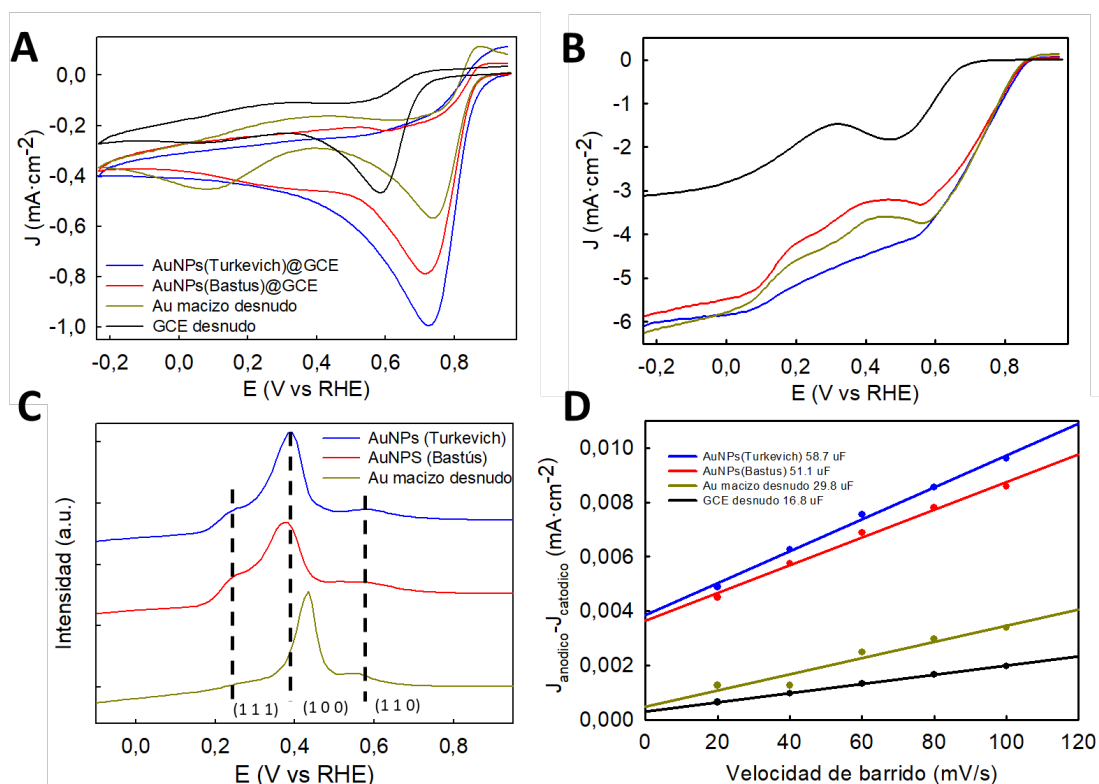 A
J (mA·cm-2)
0,0
-0,2
-0,4
-0,6
-0,8
-1,0
AuNPs(Turkevich)@GCE
AuNPs(Bastus)@GCE
Au macizo desnudo
GCE desnudo
-0,2 0,0 0,2 0,4 0,6 0,8
E (V vs RHE)
B
J (mA·cm-2)
0
-1
-2
-3
-4
-5
-6
-0,2 0,0 0,2 0,4 0,6 0,8
E (V vs RHE)
C
Intensidad (a.u.)
AuNPs (Turkevich)
AuNPS (Bastús)
Au macizo desnudo
(1 1 1) (1 0 0) (1 1 0)
0,0 0,2 0,4 0,6 0,8
E (V vs RHE)
D
Janodico-Jcatodico (mA·cm-2)
0,010
0,008
0,006
0,004
0,002
0,000
AuNPs(Turkevich) 58.7 uF
AuNPs(Bastus) 51.1 uF
Au macizo desnudo 29.8 uF
GCE desnudo 16.8 uF
0 20 40 60 80 100 120
Velocidad de barrido (mV/s)